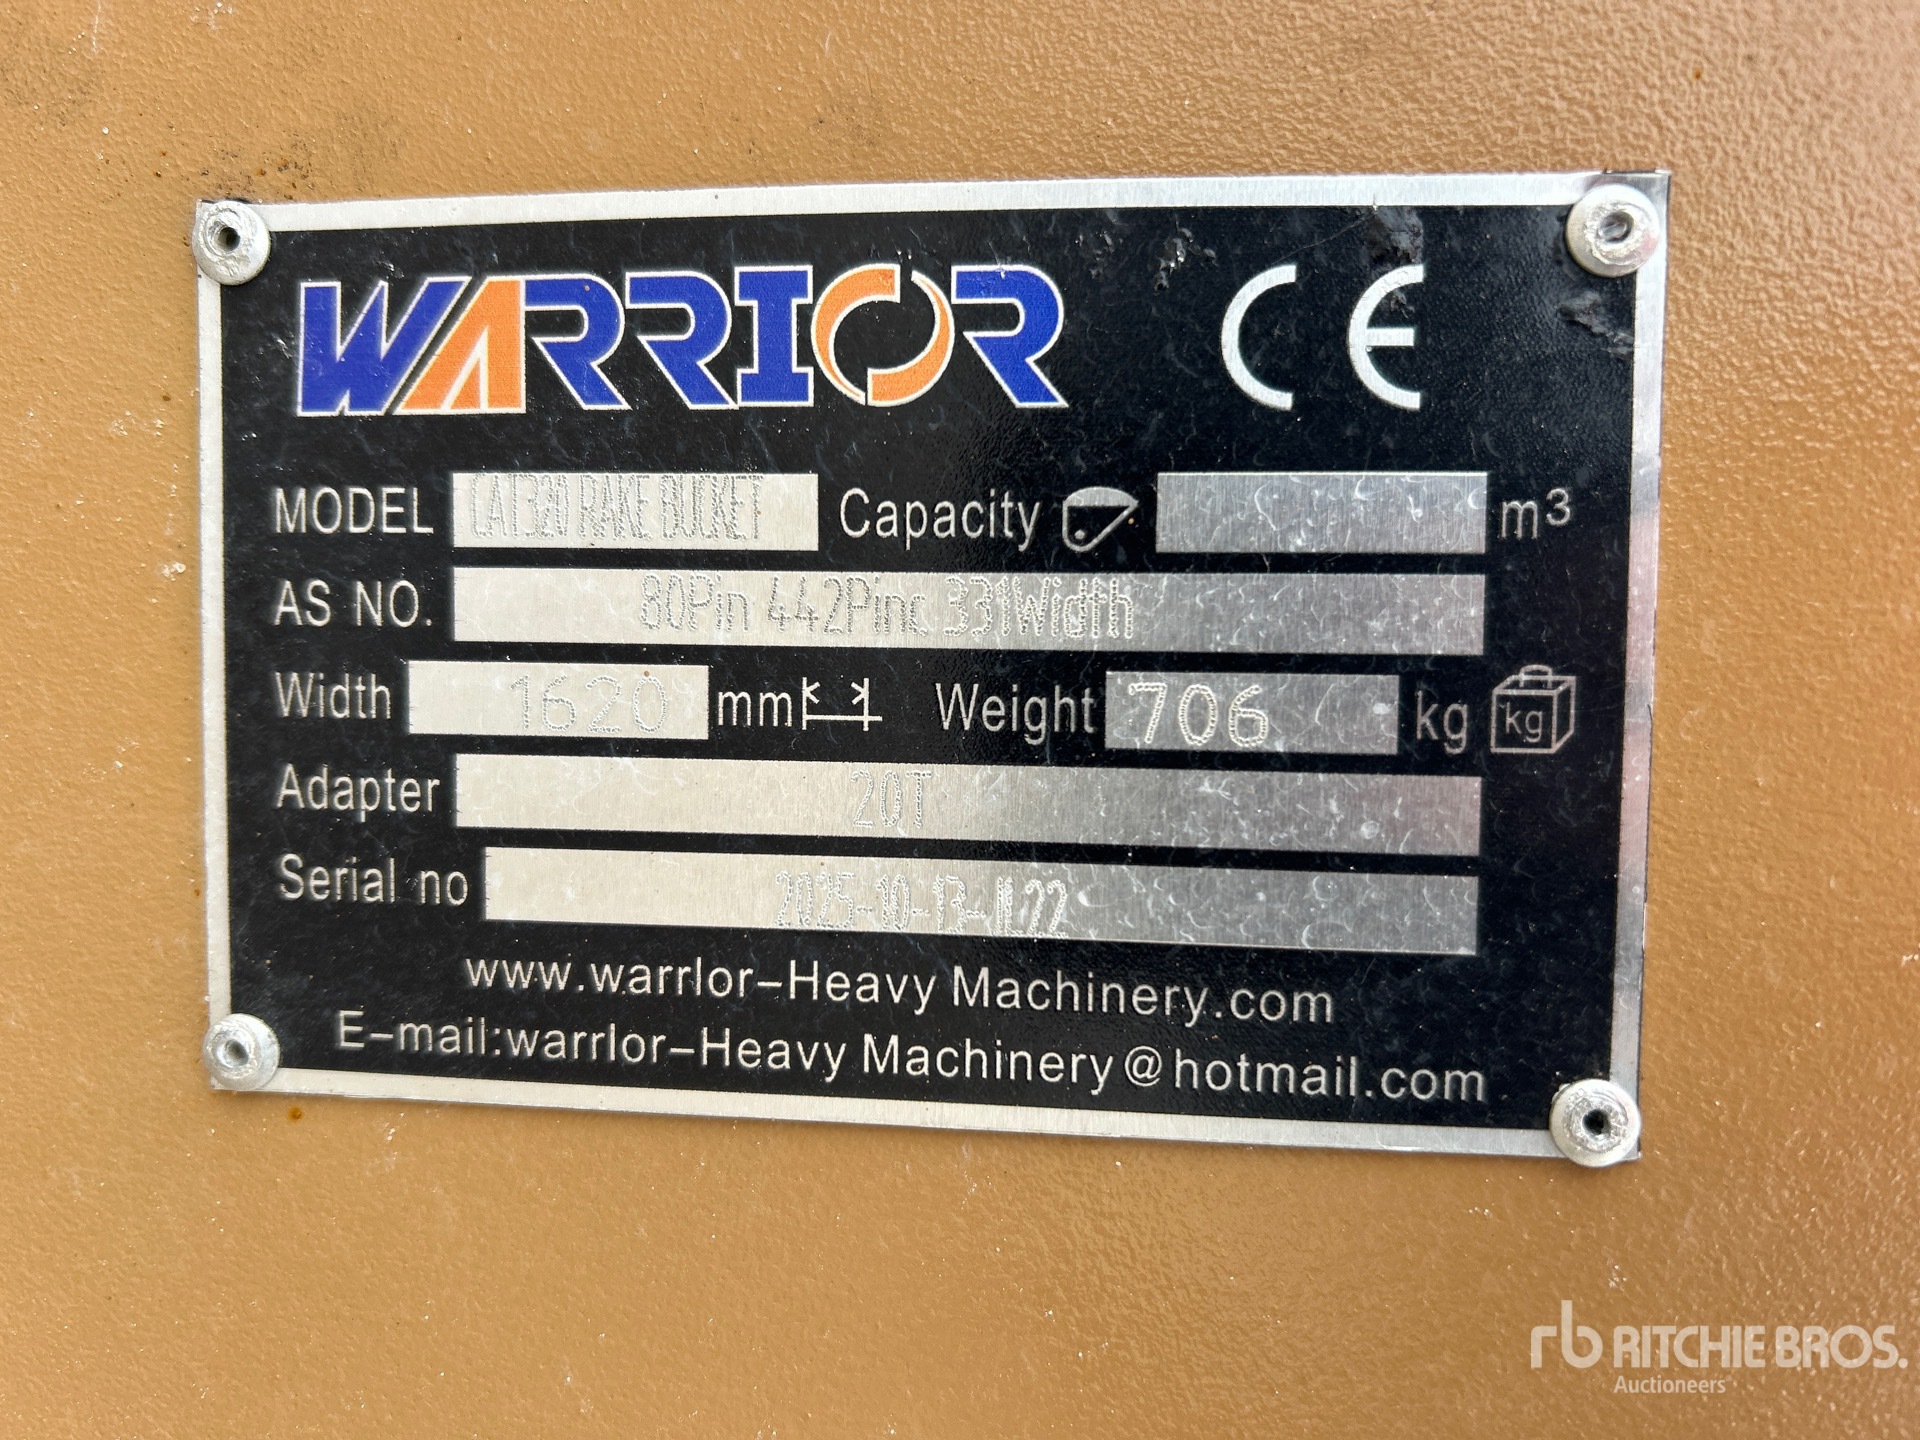 WARRIOR CE
MODEL CAT320 RAKE BUCKET Capacity m³
AS NO. 80Pin 442Pinc 331Width
Width 1620 mm Weight 706 kg kg
Adapter 20T
Serial no 2025-10-13-JL22
www.warrlor-Heavy Machinery.com
E-mail:warrlor-Heavy Machinery@hotmail.com
rb RITCHIE BROS.
Auctioneers